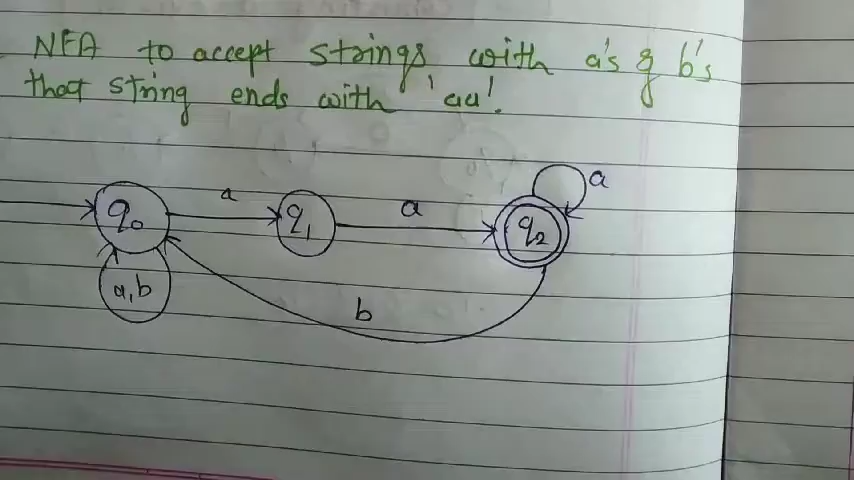 NFA to accept strings with a's & b's
that string ends with 'aa'.
a
a
a
q0
q1
q2
a,b
b